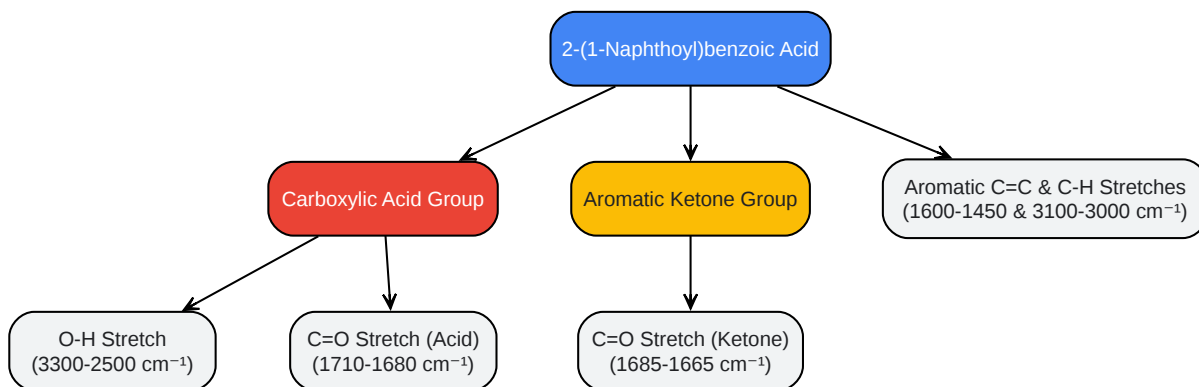 2-(1-Naphthoyl)benzoic Acid
Carboxylic Acid Group
Aromatic Ketone Group
Aromatic C=C & C-H Stretches
(1600-1450 & 3100-3000 cm⁻¹)
O-H Stretch
(3300-2500 cm⁻¹)
C=O Stretch (Acid)
(1710-1680 cm⁻¹)
C=O Stretch (Ketone)
(1685-1665 cm⁻¹)